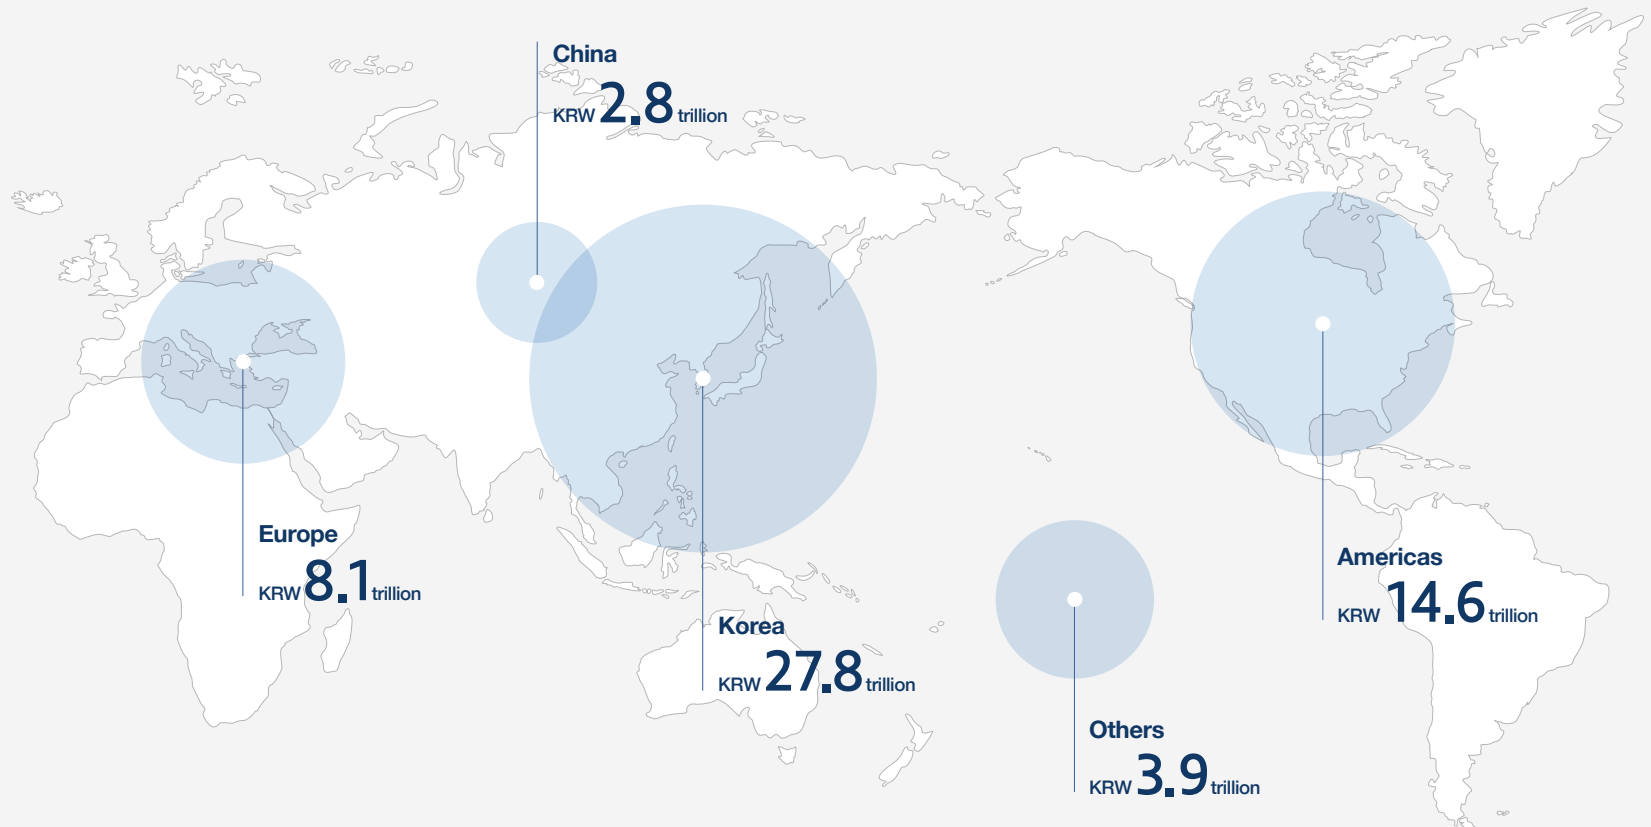 China
KRW 2.8 trillion
Europe
KRW 8.1 trillion
Korea
KRW 27.8 trillion
Americas
KRW 14.6 trillion
Others
KRW 3.9 trillion